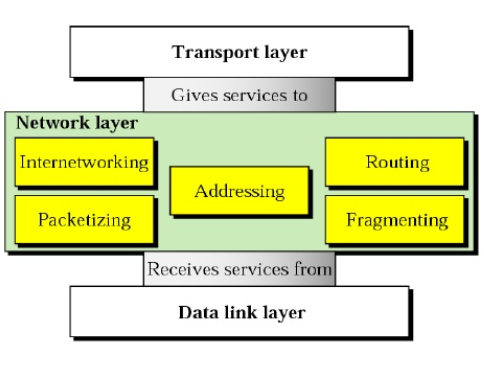 Transport layer
Gives services to
Network layer
Internetworking
Routing
Addressing
Packetizing
Fragmenting
Receives services from
Data link layer